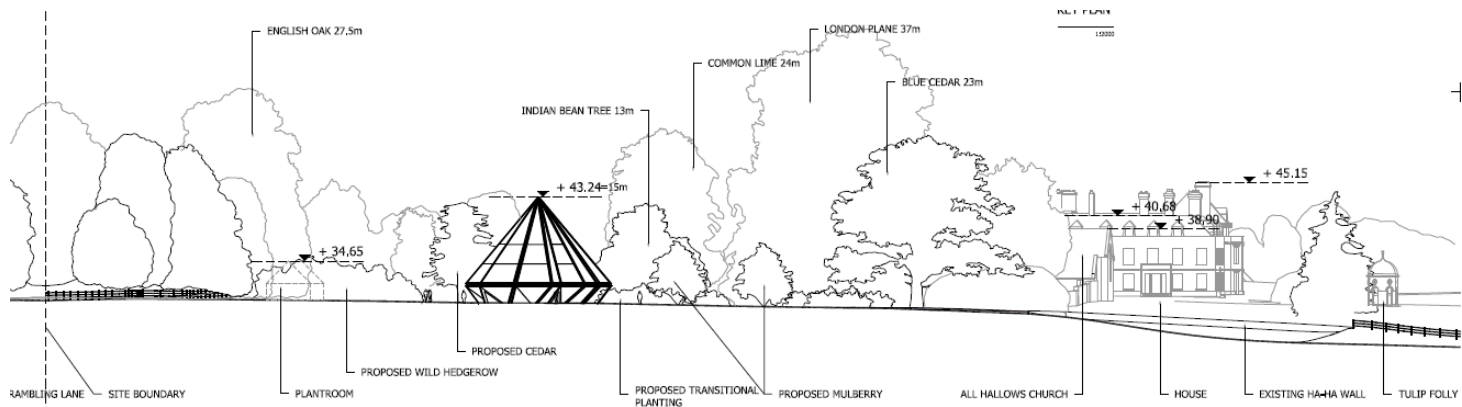 KEY PLAN
1:2000
ENGLISH OAK 27,5m
LONDON PLANE 37m
COMMON LIME 24m
BLUE CEDAR 23m
INDIAN BEAN TREE 13m
+ 43.24=15m
+ 45.15
+ 40,68
+ 38,90
+ 34,65
PROPOSED CEDAR
PROPOSED WILD HEDGEROW
RAMBLING LANE
SITE BOUNDARY
PLANTROOM
PROPOSED TRANSITIONAL
PLANTING
PROPOSED MULBERRY
ALL HALLOWS CHURCH
HOUSE
EXISTING HA-HA WALL
TULIP FOLLY